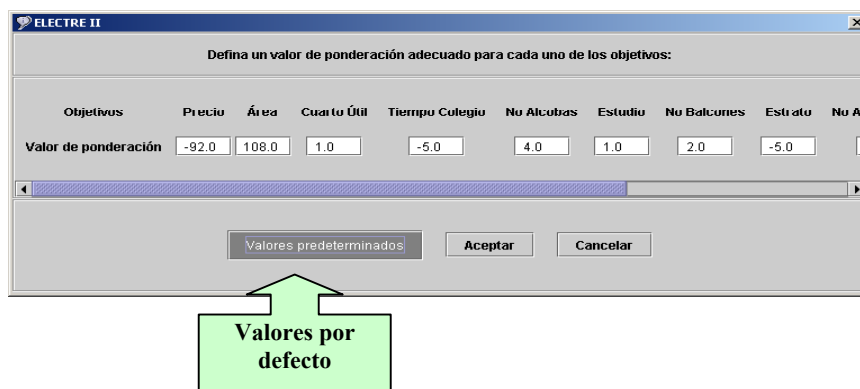 ELECTRE II
Defina un valor de ponderación adecuado para cada uno de los objetivos:
Objetivos Precio Área Cuarto Útil Tiempo Colegio No Alcobas Estudio No Balcones Estrato No A
Valor de ponderación -92.0 108.0 1.0 -5.0 4.0 1.0 2.0 -5.0
Valores predeterminados Aceptar Cancelar
Valores por
defecto